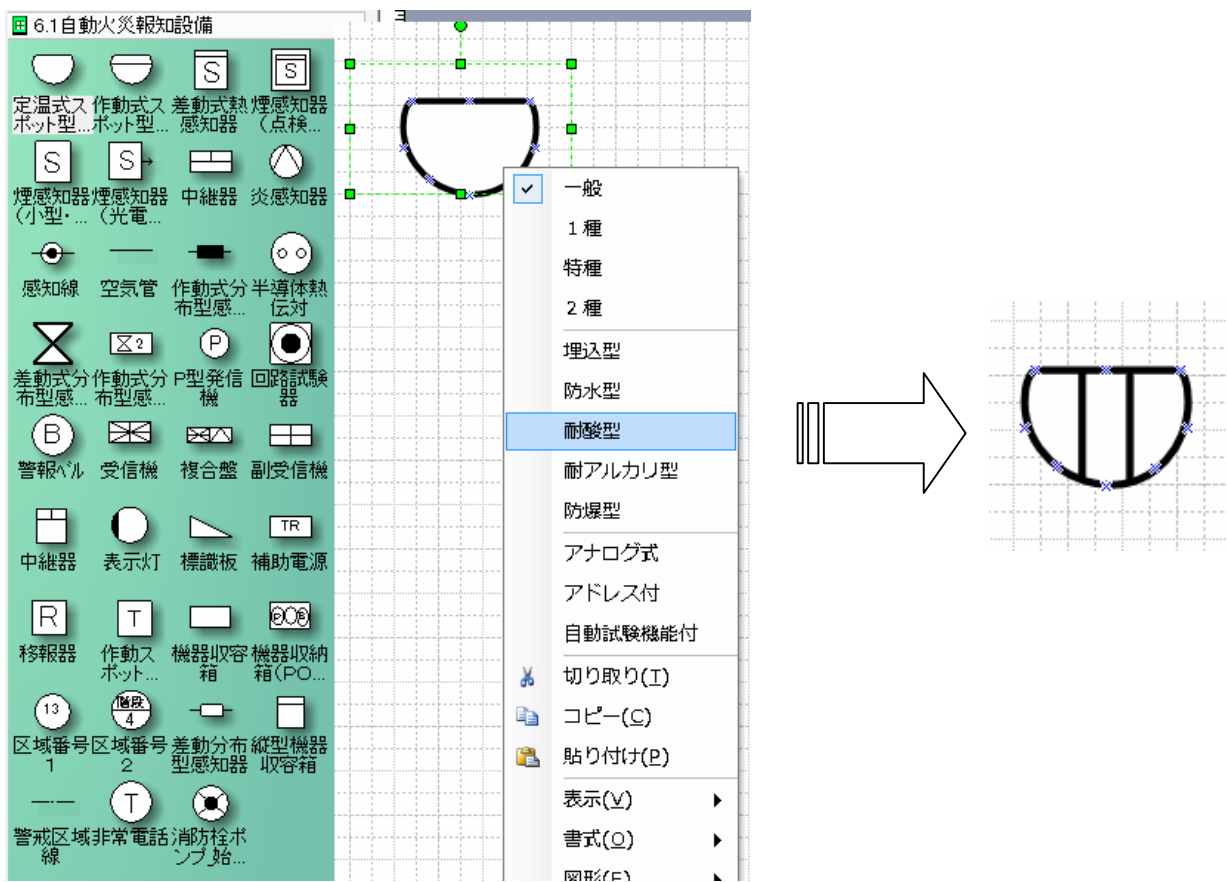 6.1自動火災報知設備
ヨ
S
S
定温式ス 作動式ス 差動式熱 煙感知器
ポット型... ポット型... 感知器 (点検...
S
S
煙感知器 煙感知器 中継器 炎感知器
(小型・... (光電...
感知線 空気管 作動式分 半導体熱
布型感... 伝対
2
P
差動式分 作動式分 P型発信 回路試験
布型感... 布型感... 機 器
B
警報ベル 受信機 複合盤 副受信機
TR
中継器 表示灯 標識板 補助電源
R
T
P B
移報器 作動ス 機器収容 機器収納
ポット... 箱 箱(PO...
13
階段
4
区域番号 区域番号 差動分布 縦型機器
1 2 型感知器 収容箱
T
警戒区域 非常電話 消防栓ポ
線 ンプ始...
一般
1種
特種
2種
埋込型
防水型
耐酸型
耐アルカリ型
防爆型
アナログ式
アドレス付
自動試験機能付
切り取り(T)
コピー(C)
貼り付け(P)
表示(V)
書式(O)
図形(E)